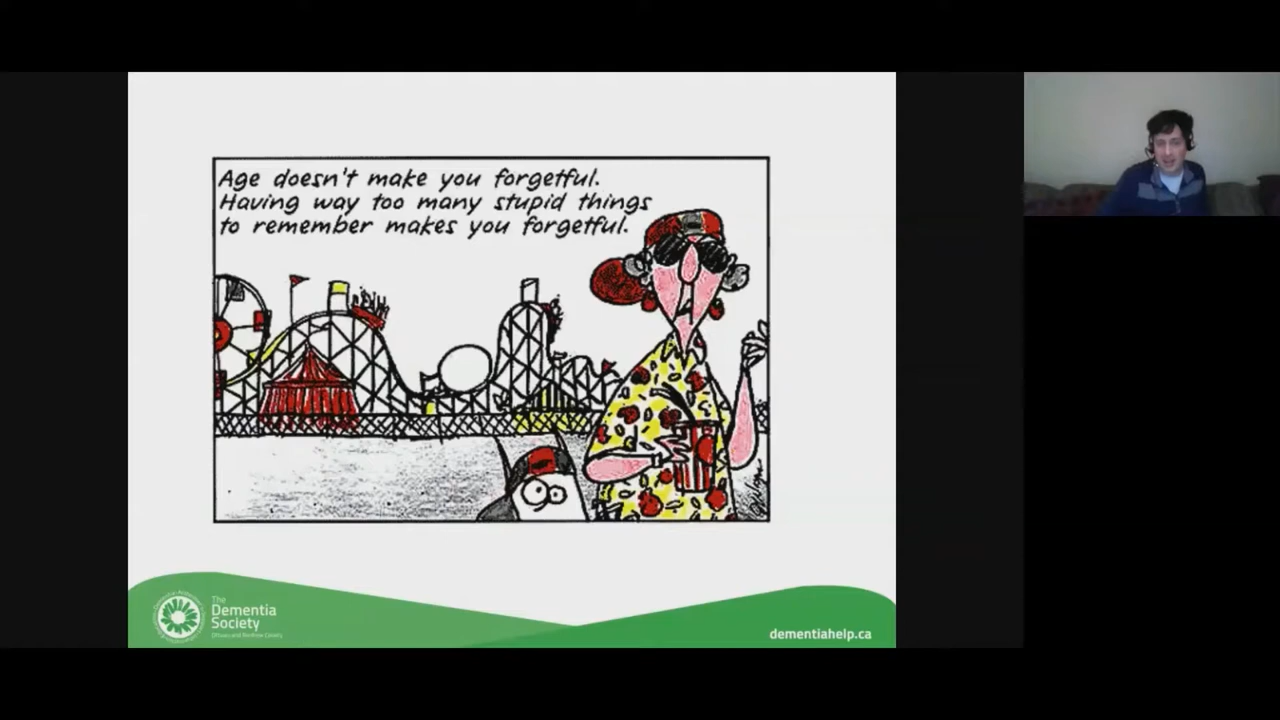 Age doesn't make you forgetful.
Having way too many stupid things
to remember makes you forgetful.
The
Dementia
Society
dementiahelp.ca